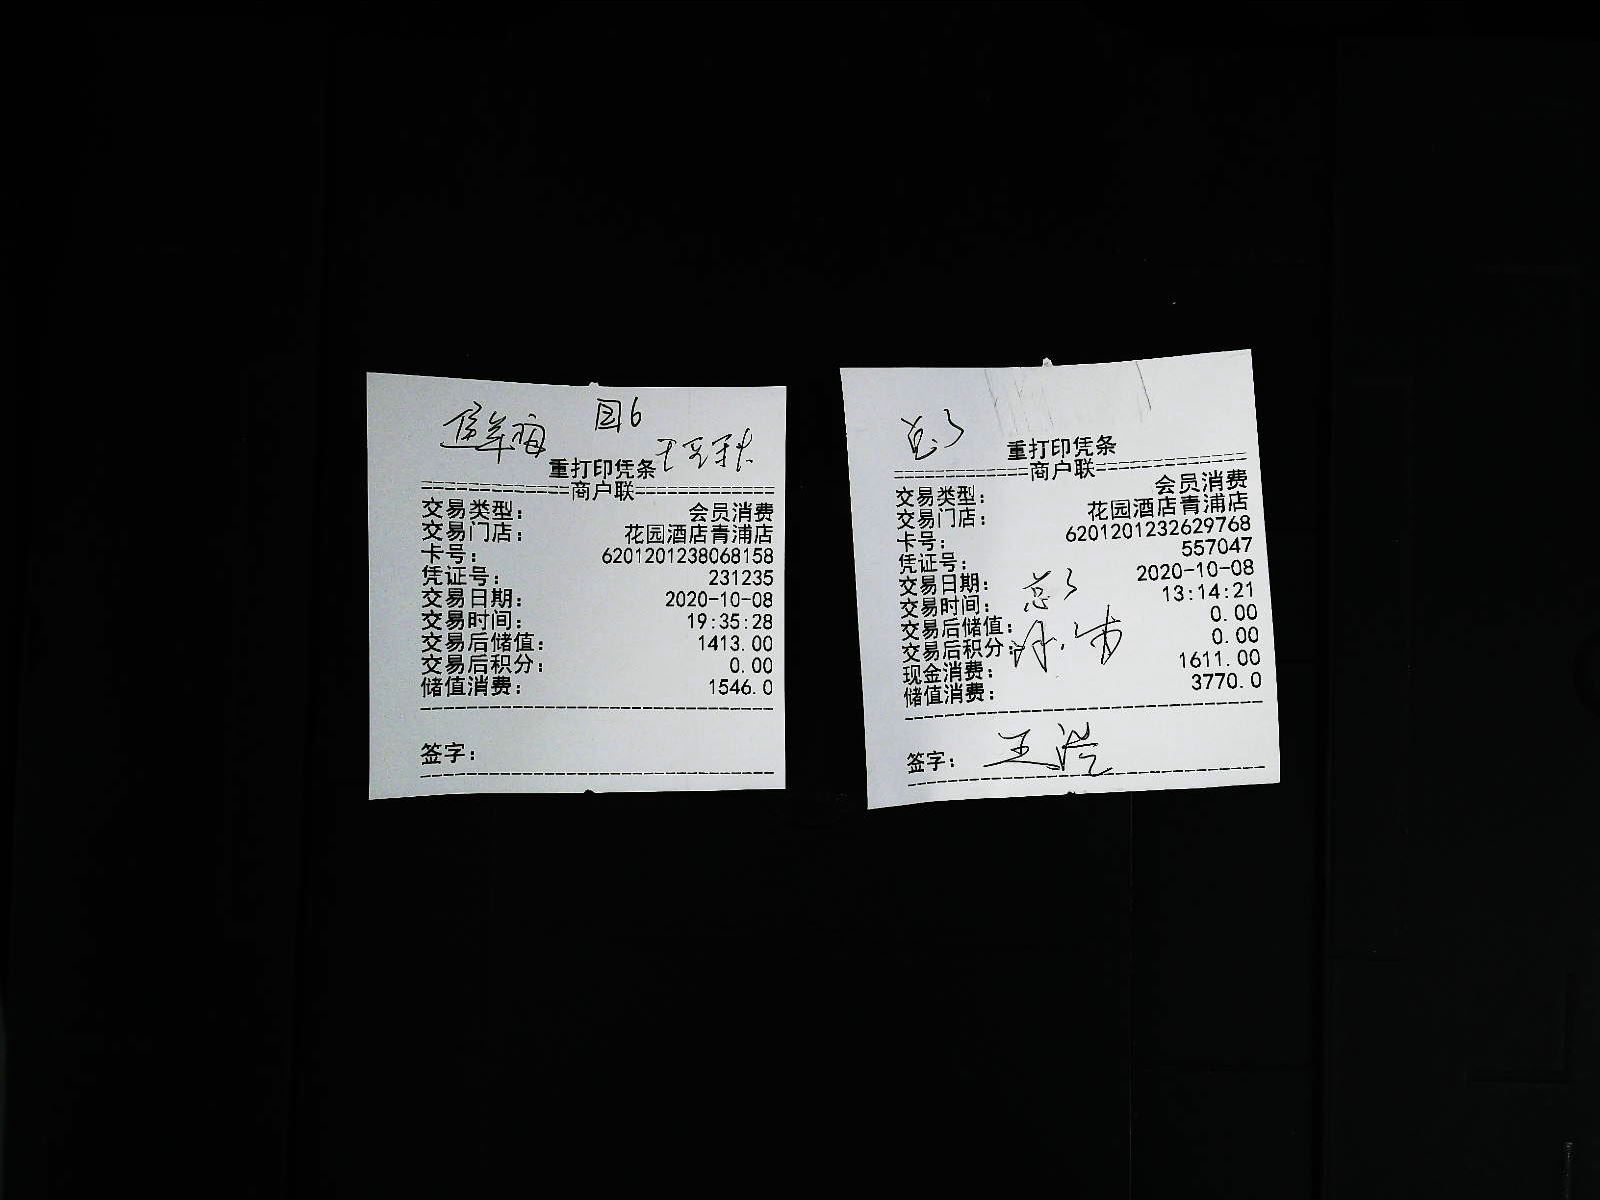 园6
重打印凭条
================商户联================
交易类型： 会员消费
交易门店： 花园酒店青浦店
卡号： 6201201238068158
凭证号： 231235
交易日期： 2020-10-08
交易时间： 19:35:28
交易后储值： 1413.00
交易后积分： 0.00
储值消费： 1546.0
签字：
总3
重打印凭条
================商户联================
交易类型： 会员消费
交易门店： 花园酒店青浦店
卡号： 6201201232629768
凭证号： 557047
交易日期： 2020-10-08
交易时间： 13:14:21
总3
交易后储值： 0.00
交易后积分： 0.00
现金消费： 1611.00
储值消费： 3770.0
签字： 王浩